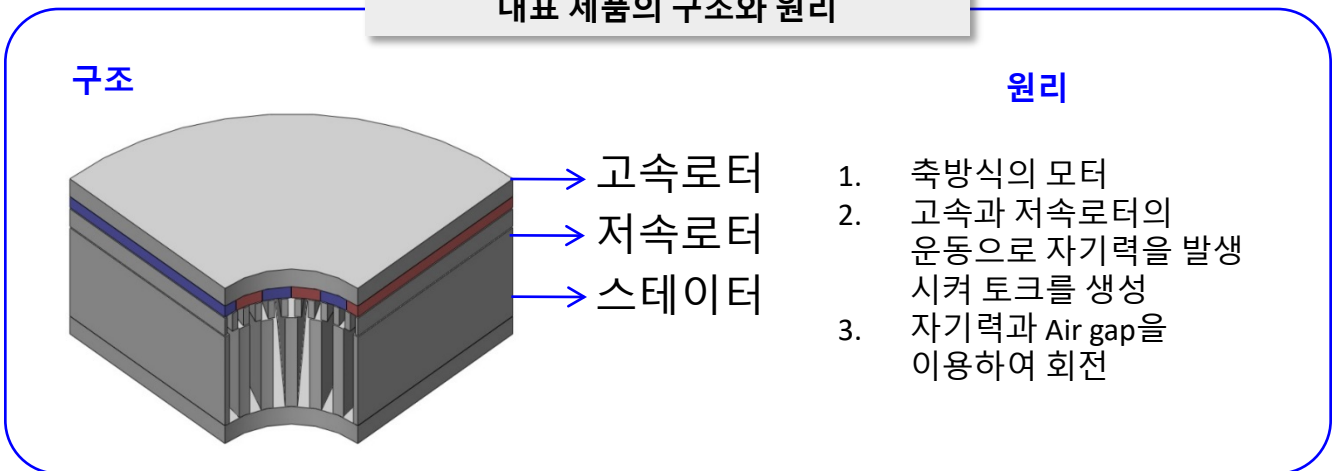 대표 제품의 구조와 원리
구조
고속로터
저속로터
스테이터
원리
1. 축방식의 모터
2. 고속과 저속로터의
운동으로 자기력을 발생
시켜 토크를 생성
3. 자기력과 Air gap을
이용하여 회전